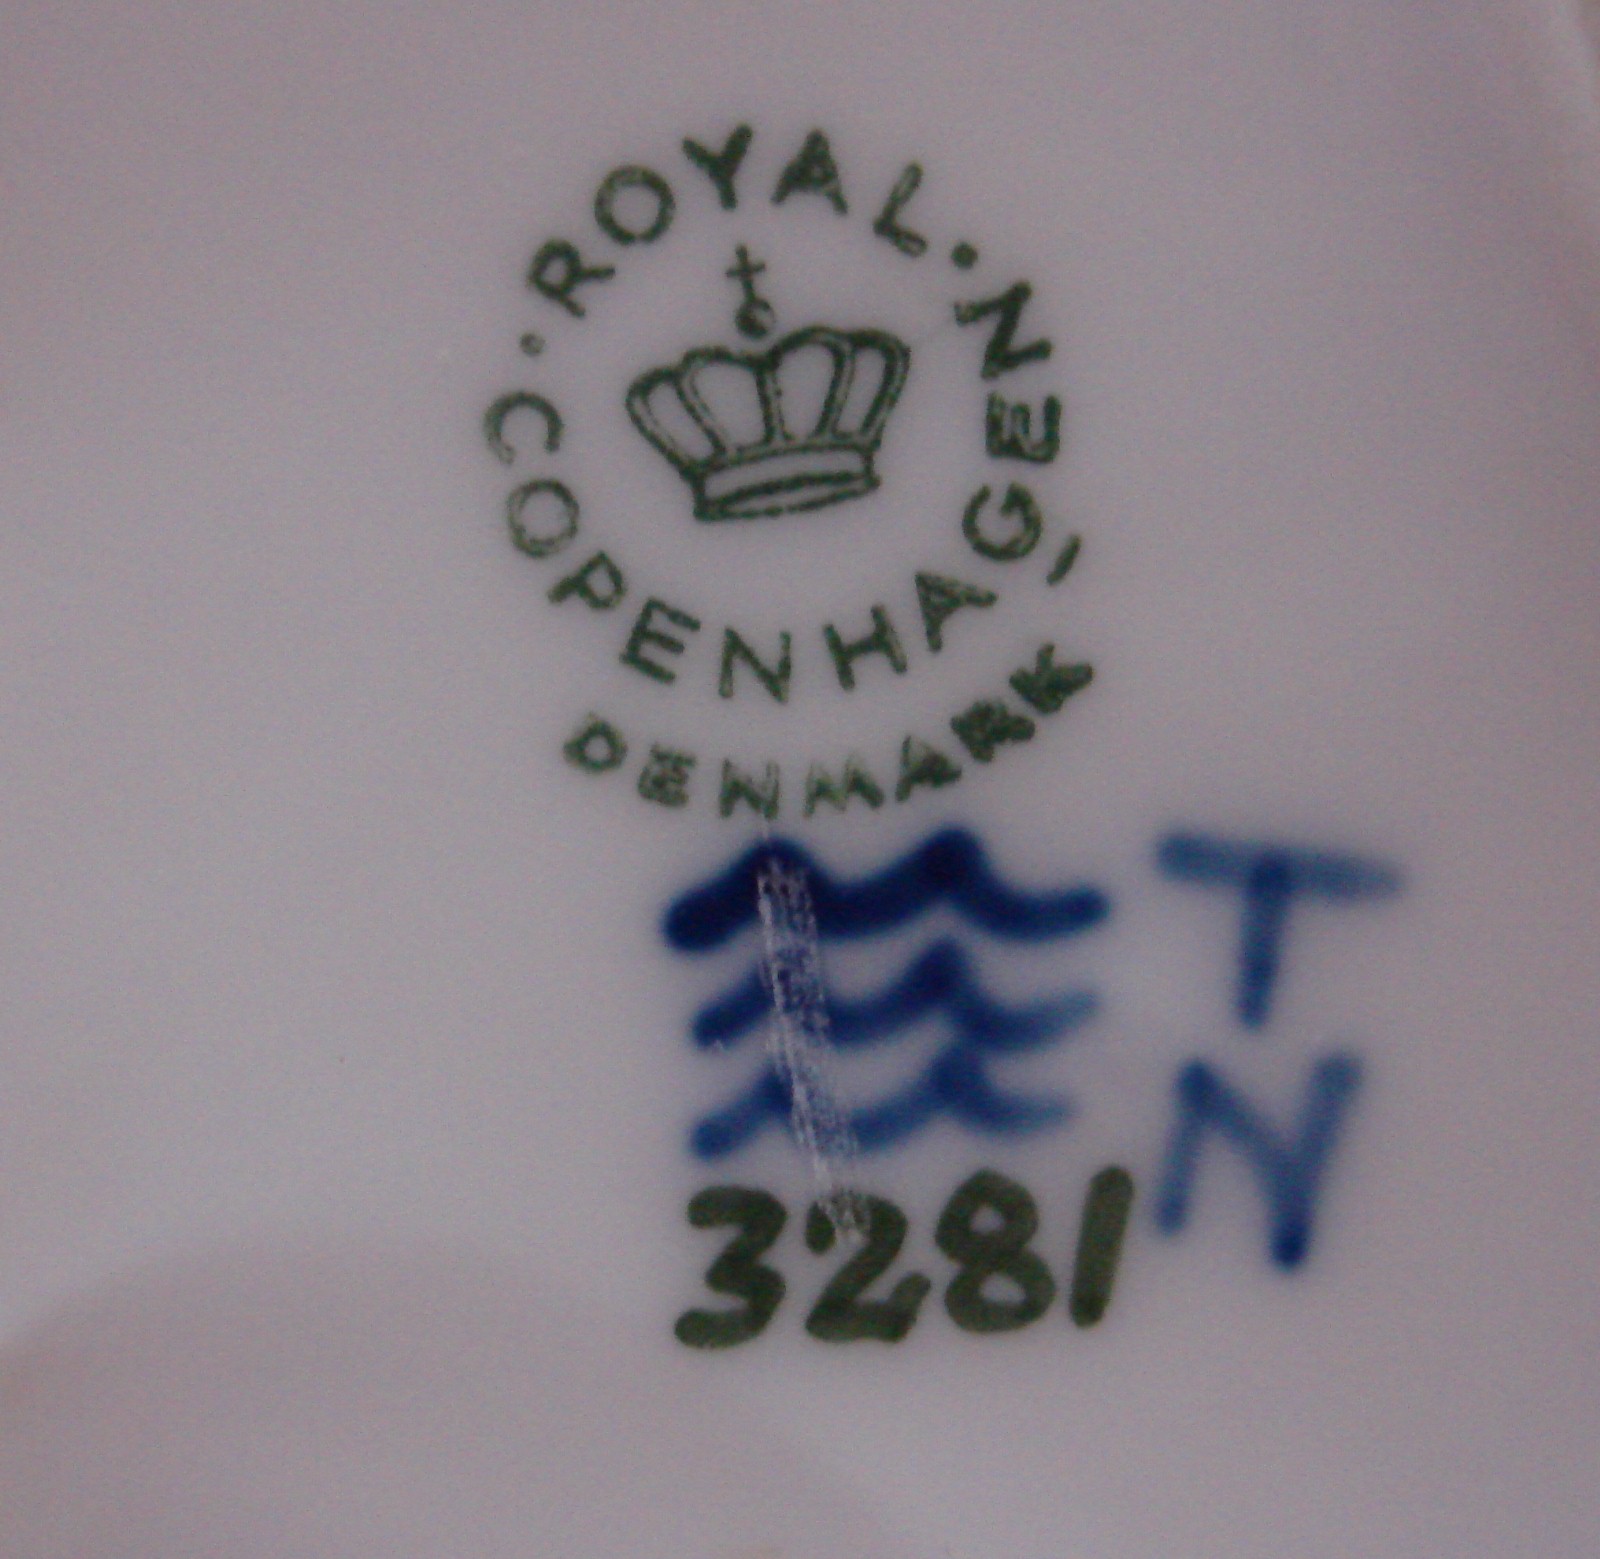 ROYAL · COPENHAGEN ·
DENMARK
T
N
3281